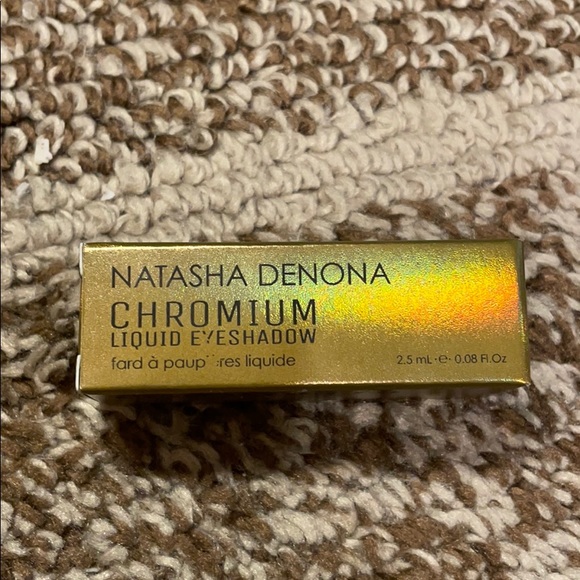 NATASHA DENONA
CHROMIUM
LIQUID EYESHADOW
fard à liquide
2.5 mL · e · 0.08 Fl.Oz